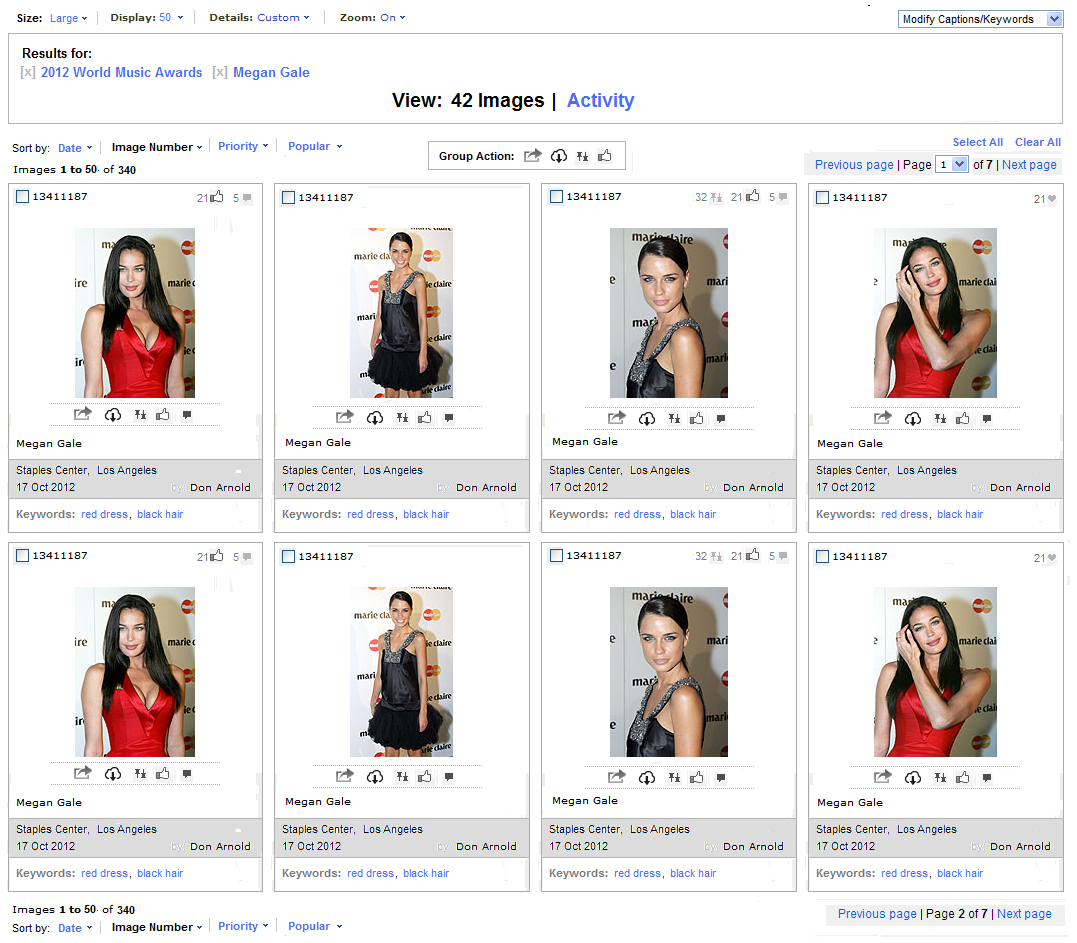 Size: Large Display: 50 Details: Custom Zoom: On Modify Captions/Keywords
Results for:
[x] 2012 World Music Awards [x] Megan Gale
View: 42 Images | Activity
Sort by: Date Image Number Priority Popular
Group Action:
Select All Clear All
Images 1 to 50 of 340
Previous page | Page 1 of 7 | Next page
13411187 21 5
13411187
13411187 32 21 5
13411187 21
marie claire
marie claire
MasterCard
Megan Gale
Megan Gale
Megan Gale
Megan Gale
Staples Center, Los Angeles
17 Oct 2012 by Don Arnold
Staples Center, Los Angeles
17 Oct 2012 by Don Arnold
Staples Center, Los Angeles
17 Oct 2012 by Don Arnold
Staples Center, Los Angeles
17 Oct 2012 by Don Arnold
Keywords: red dress, black hair
Keywords: red dress, black hair
Keywords: red dress, black hair
Keywords: red dress, black hair
13411187 21 5
13411187
13411187 32 21 5
13411187 21
marie claire
marie claire
MasterCard
Megan Gale
Megan Gale
Megan Gale
Megan Gale
Staples Center, Los Angeles
17 Oct 2012 by Don Arnold
Staples Center, Los Angeles
17 Oct 2012 by Don Arnold
Staples Center, Los Angeles
17 Oct 2012 by Don Arnold
Staples Center, Los Angeles
17 Oct 2012 by Don Arnold
Keywords: red dress, black hair
Keywords: red dress, black hair
Keywords: red dress, black hair
Keywords: red dress, black hair
Images 1 to 50 of 340
Previous page | Page 2 of 7 | Next page
Sort by: Date Image Number Priority Popular